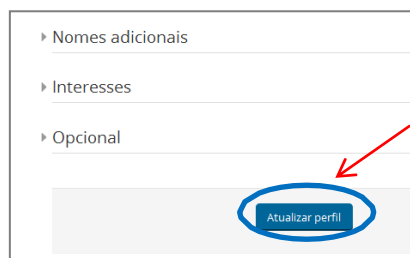 Nomes adicionais
Interesses
Opcional
Atualizar perfil